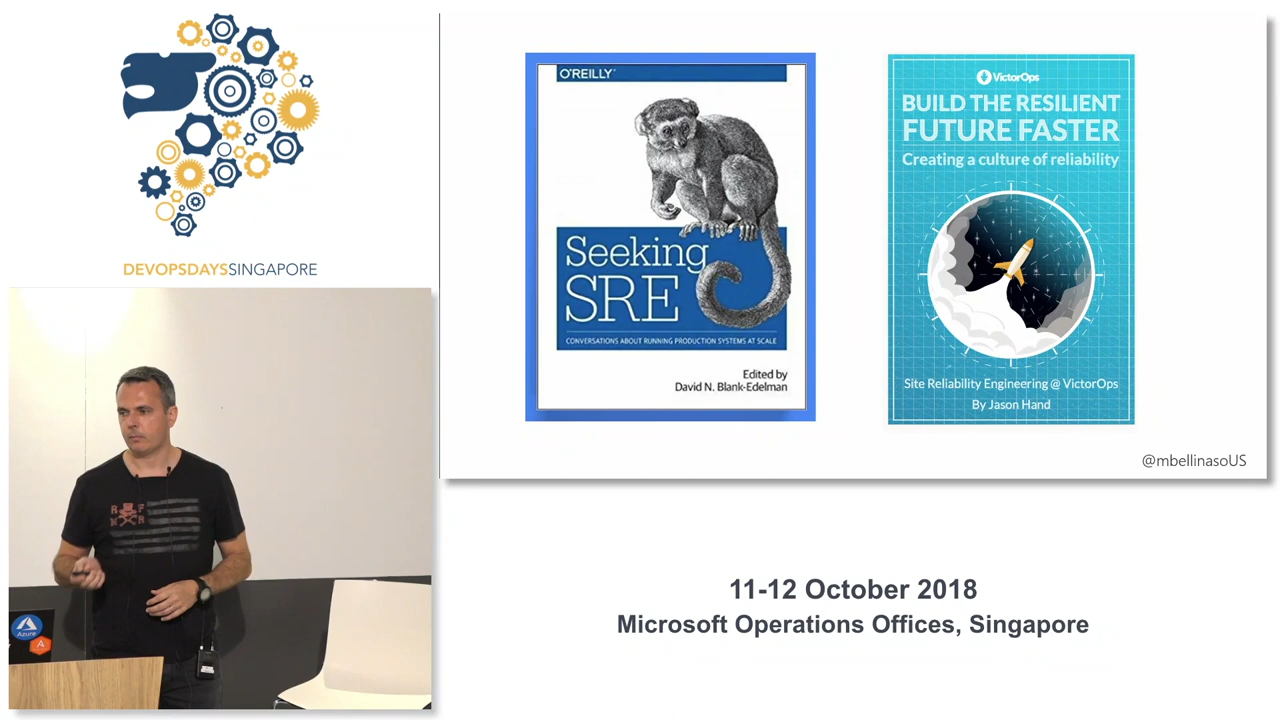 DEVOPSDAYSSINGAPORE
O'REILLY
Seeking
SRE
CONVERSATIONS ABOUT RUNNING PRODUCTION SYSTEMS AT SCALE
Edited by
David N. Blank-Edelman
VictorOps
BUILD THE RESILIENT
FUTURE FASTER
Creating a culture of reliability
Site Reliability Engineering @ VictorOps
By Jason Hand
@mbellinasoUS
R F
N R
Azure
A
11-12 October 2018
Microsoft Operations Offices, Singapore